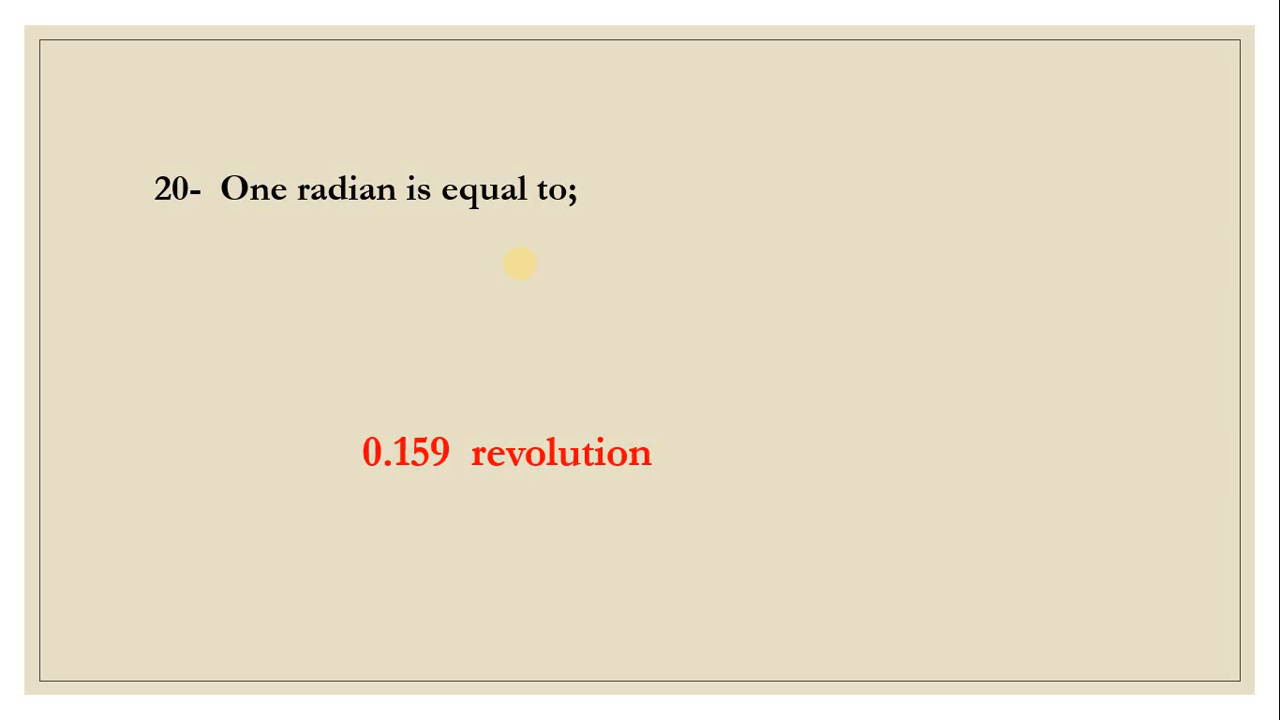 20- One radian is equal to;
0.159 revolution